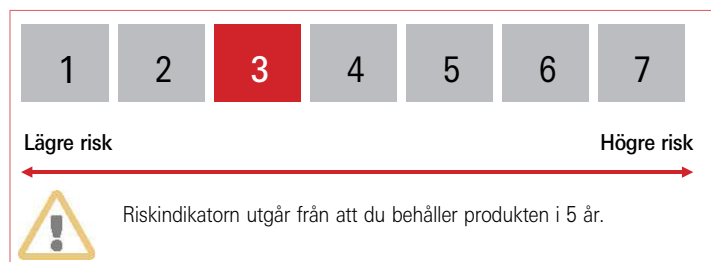 1 2 3 4 5 6 7
Lägre risk Högre risk
Riskindikatorn utgår från att du behåller produkten i 5 år.